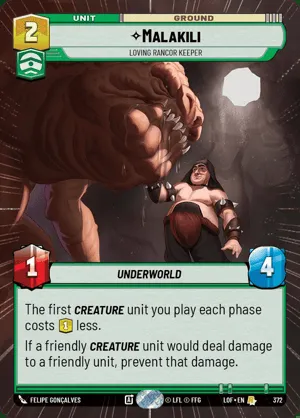 UNIT
GROUND
2
✧MALAKILI
LOVING RANCOR KEEPER
1
4
UNDERWORLD
The first CREATURE unit you play each phase
costs 1 less.
If a friendly CREATURE unit would deal damage
to a friendly unit, prevent that damage.
FELIPE GONÇALVES
© LFL © FFG
LOF • EN
372